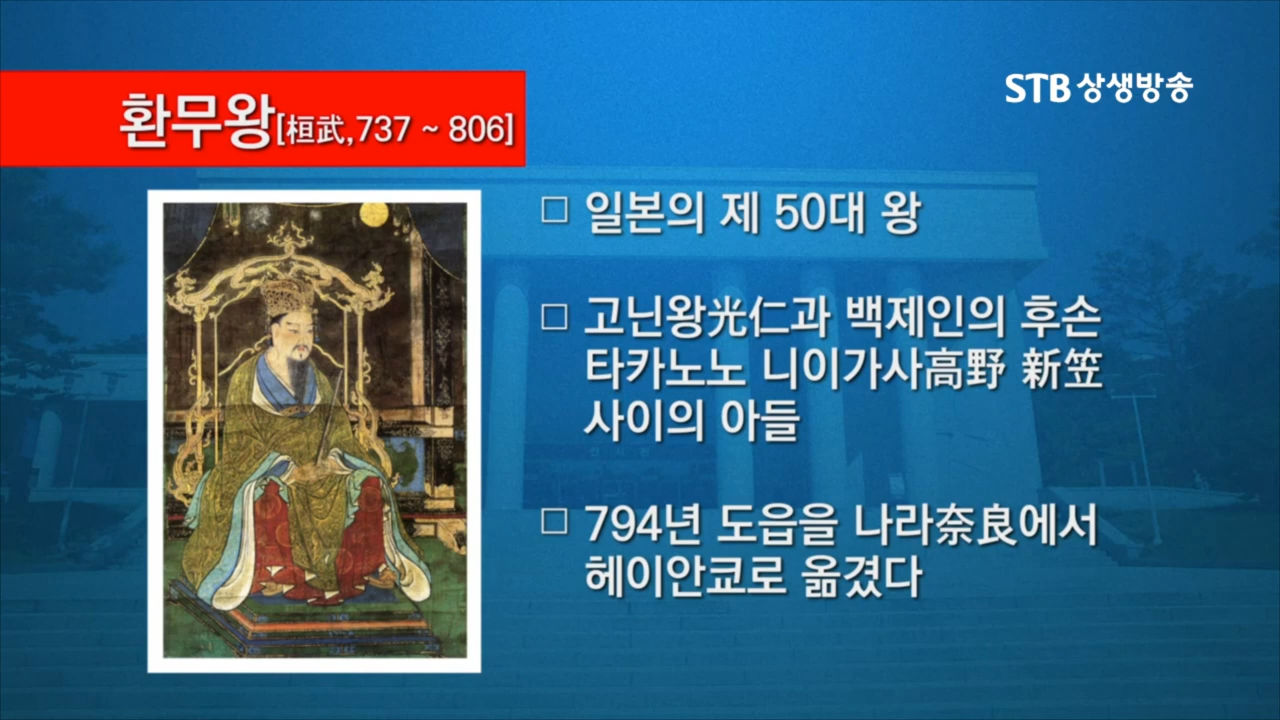 STB 상생방송
환무왕[桓武,737 ~ 806]
□ 일본의 제 50대 왕
□ 고닌왕光仁과 백제인의 후손
타카노노 니이가사高野 新笠
사이의 아들
□ 794년 도읍을 나라奈良에서
헤이안쿄로 옮겼다